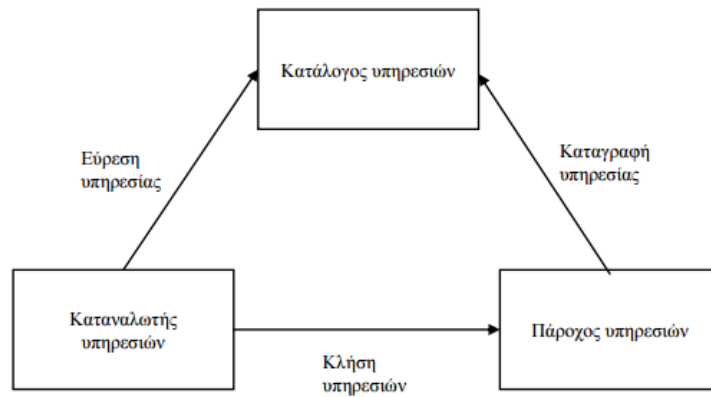 Κατάλογος υπηρεσιών
Εύρεση
υπηρεσίας
Καταγραφή
υπηρεσίας
Καταναλωτής
υπηρεσιών
Πάροχος υπηρεσιών
Κλήση
υπηρεσιών